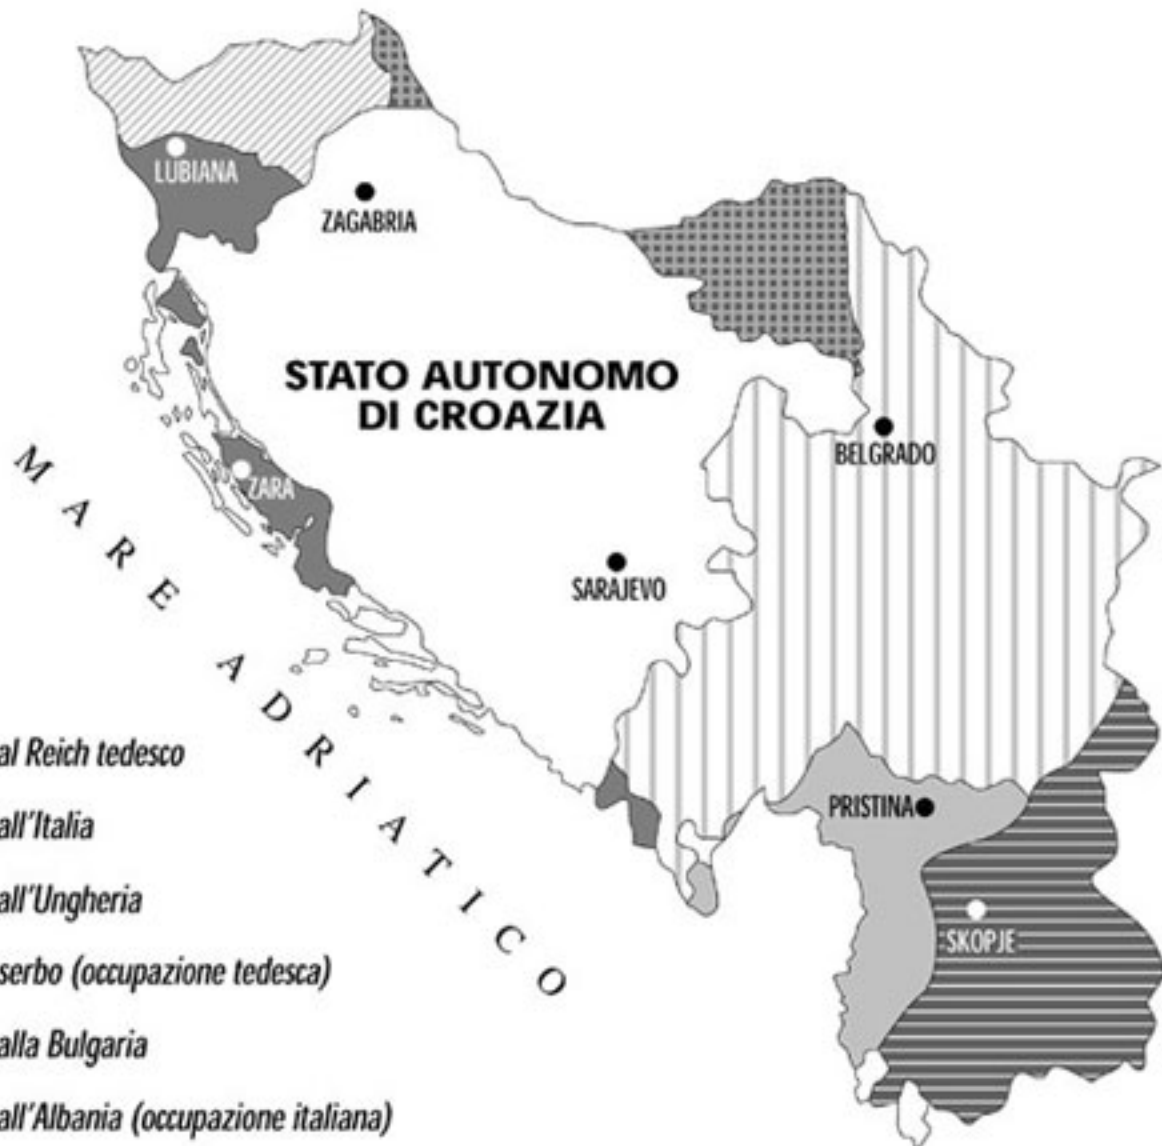 LUBIANA
ZAGABRIA
STATO AUTONOMO
DI CROAZIA
BELGRADO
ZARA
SARAJEVO
MARE ADRIATICO
PRISTINA
SKOPJE
al Reich tedesco
all'Italia
all'Ungheria
serbo (occupazione tedesca)
alla Bulgaria
all'Albania (occupazione italiana)